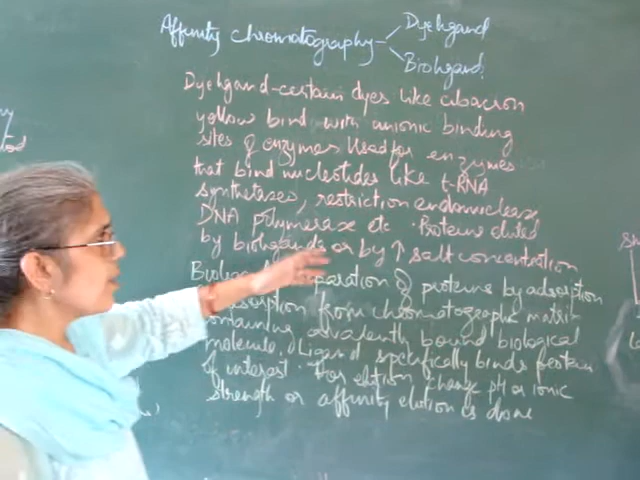 Affinity Chromatography
Dyeligand
Bioligand
Dyeligand - certain dyes like cibacron
yellow bind with anionic binding
sites of enzymes Used for enzymes
that bind nucleotides like t-RNA
synthetases, restriction endonucleases,
DNA polymerase etc. Proteins eluted
by bioligands or by ↑ salt concentration
separation of proteins by adsorption
from chromatographic matrix
containing covalently bound biological
molecule. Ligand specifically binds protein
of interest. For elution change pH or ionic
strength or affinity elution is done